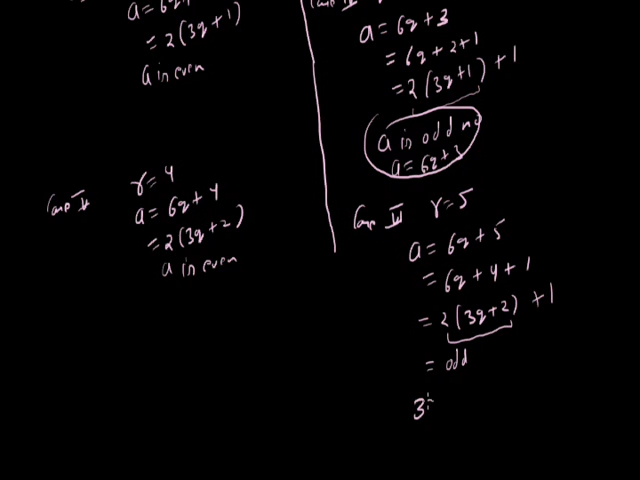 a = 6q+
= 2(3q+1)
a is even
r=4
a = 6q+4
= 2(3q+2)
a is even
a = 6q+3
= 6q+2+1
= 2(3q+1)+1
a is odd no
a = 6q+3
Case VI r=5
a = 6q+5
= 6q+4+1
= 2(3q+2)+1
= odd
3